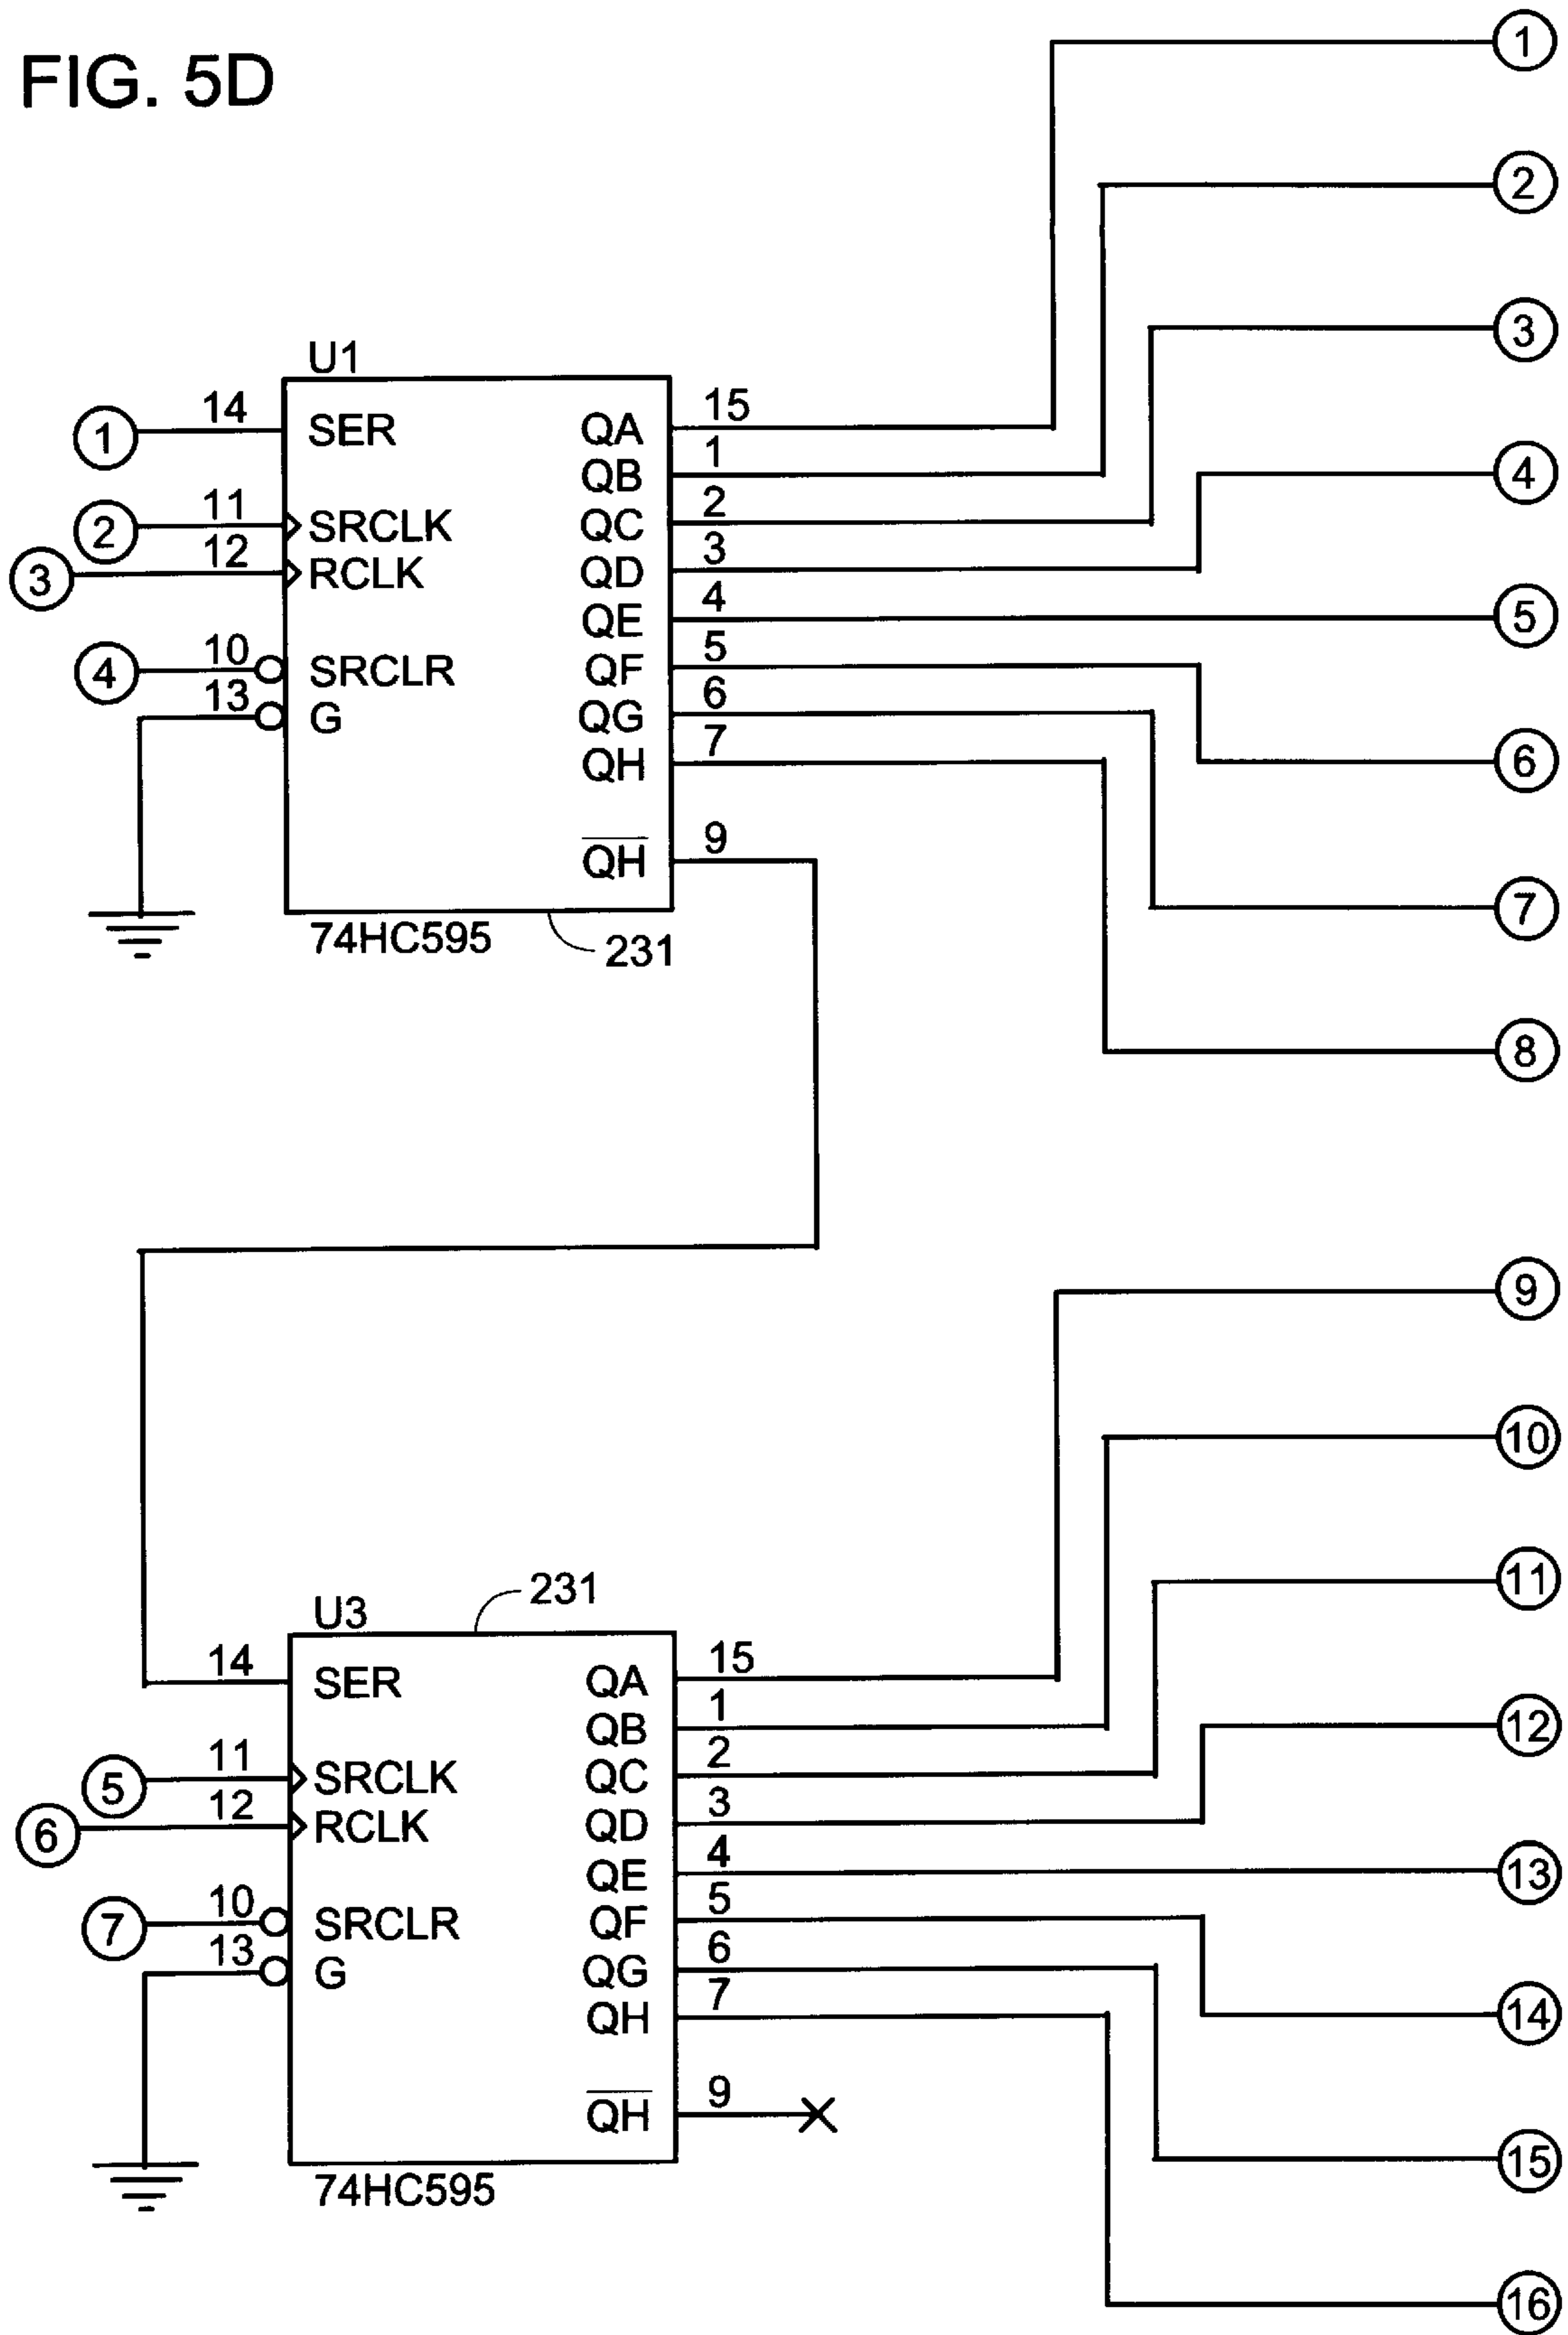 FIG. 5D
1
2
3
U1
1 14 SER QA 15
QB 1
4
2 11 SRCLK QC 2
3 12 RCLK QD 3
QE 4 5
4 10 SRCLR QF 5
13 G QG 6
QH 7 6
QH 9
7
74HC595 231
8
9
10
11
231
U3
14 SER QA 15
QB 1 12
5 11 SRCLK QC 2
6 12 RCLK QD 3
QE 4 13
7 10 SRCLR QF 5
13 G QG 6
QH 7 14
QH 9
15
74HC595
16